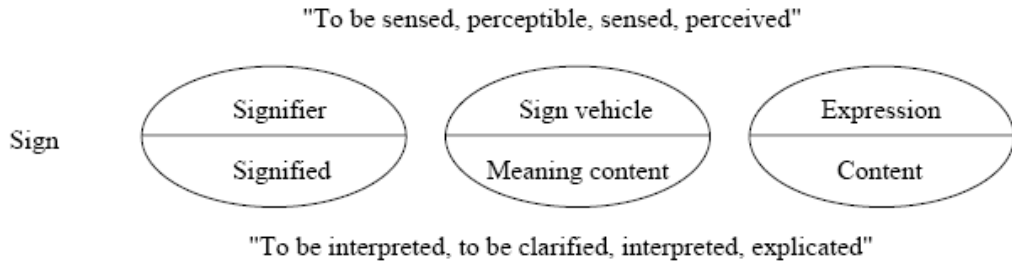 "To be sensed, perceptible, sensed, perceived"
Signifier Sign vehicle Expression
Sign
Signified Meaning content Content
"To be interpreted, to be clarified, interpreted, explicated"